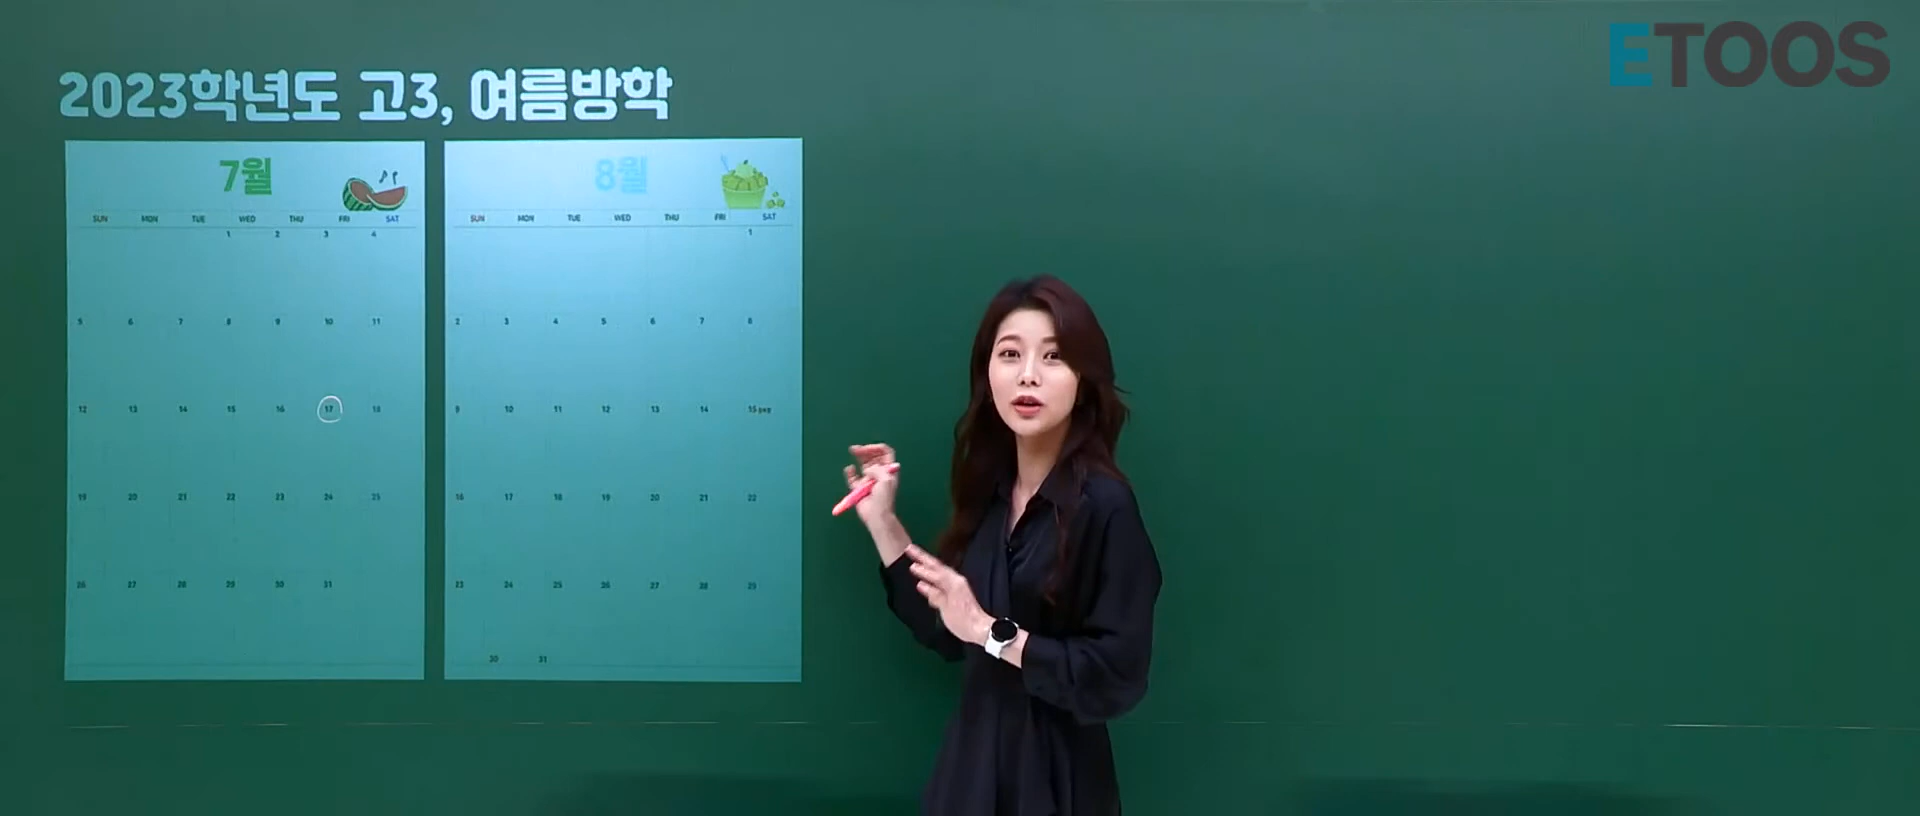 ETOOS
2023학년도 고3, 여름방학
7월
SUN MON TUE WED THU FRI SAT
1 2 3 4
5 6 7 8 9 10 11
12 13 14 15 16 17 18
19 20 21 22 23 24 25
26 27 28 29 30 31
8월
SUN MON TUE WED THU FRI SAT
1
2 3 4 5 6 7 8
9 10 11 12 13 14 15
16 17 18 19 20 21 22
23 24 25 26 27 28 29
30 31